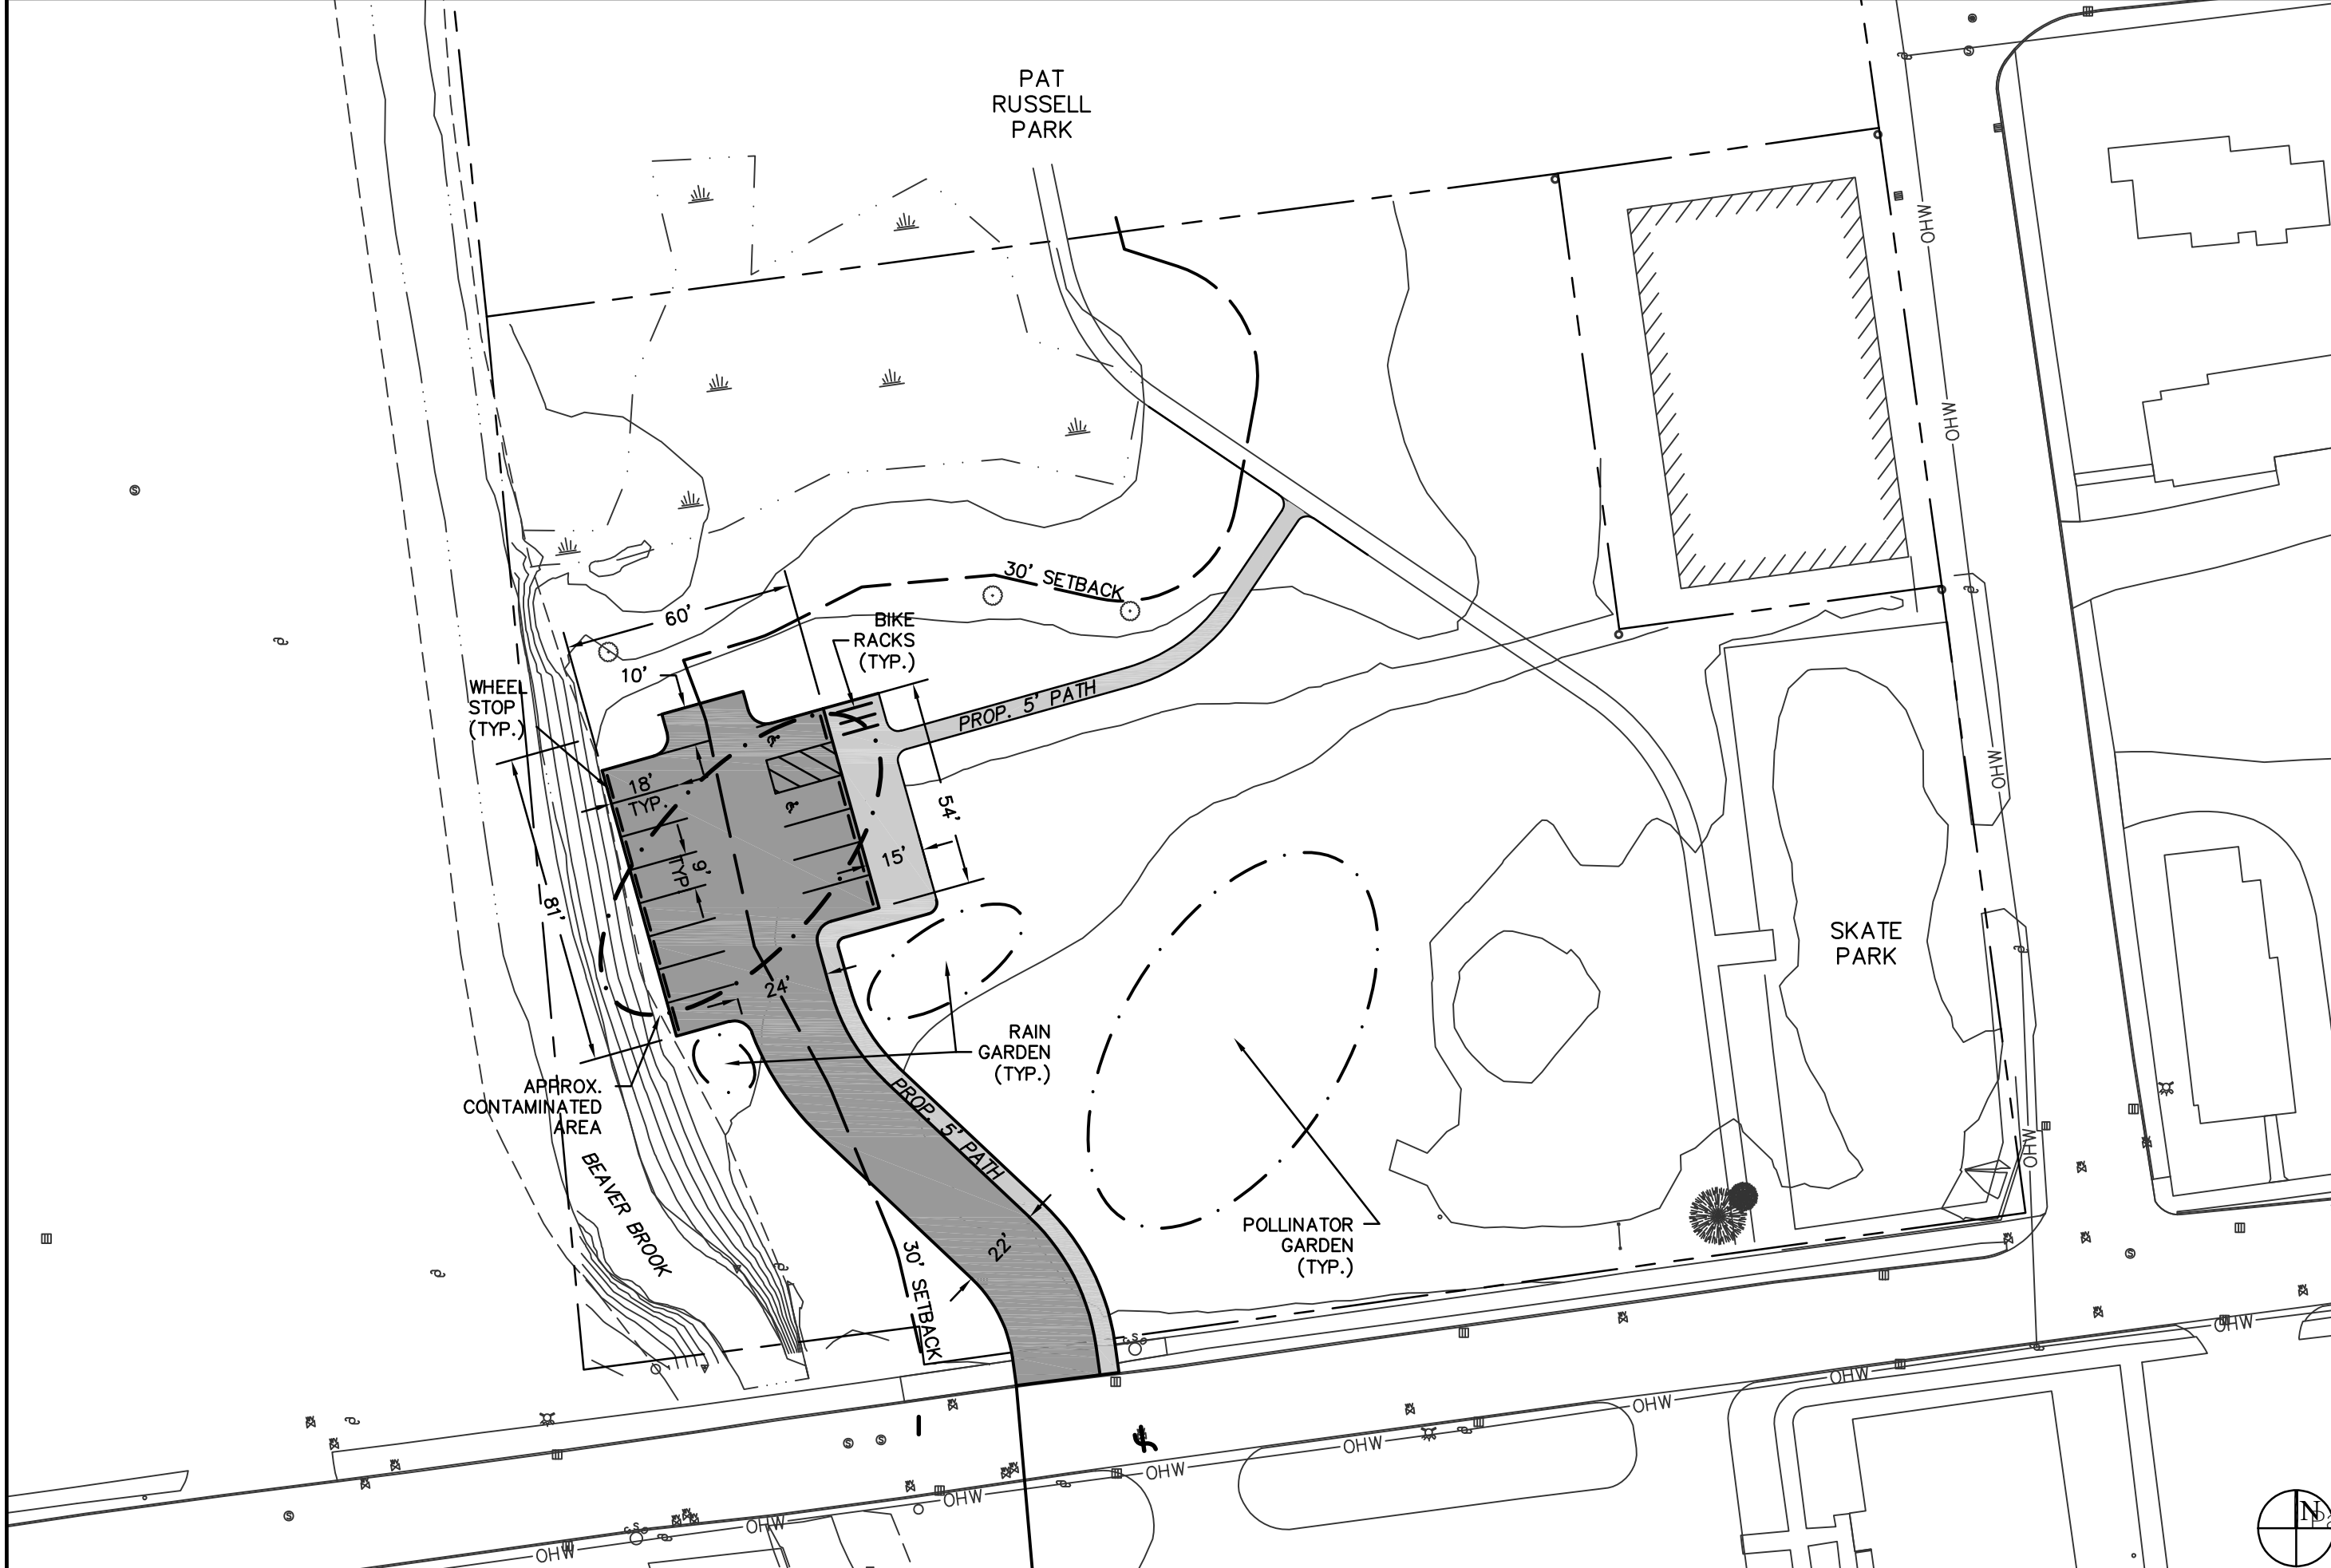 PAT
RUSSELL
PARK
OHW
OHW
30' SETBACK
60'
BIKE
RACKS
(TYP.)
10'
WHEEL
STOP
(TYP.)
PROP. 5' PATH
OHW
18'
TYP.
54'
15'
9'
TYP.
81'
SKATE
PARK
24'
RAIN
GARDEN
(TYP.)
APPROX.
CONTAMINATED
AREA
PROP. 5' PATH
OHW
BEAVER BROOK
22'
POLLINATOR
GARDEN
(TYP.)
30' SETBACK
OHW
OHW
OHW
OHW
OHW
OHW
OHW
OHW
N